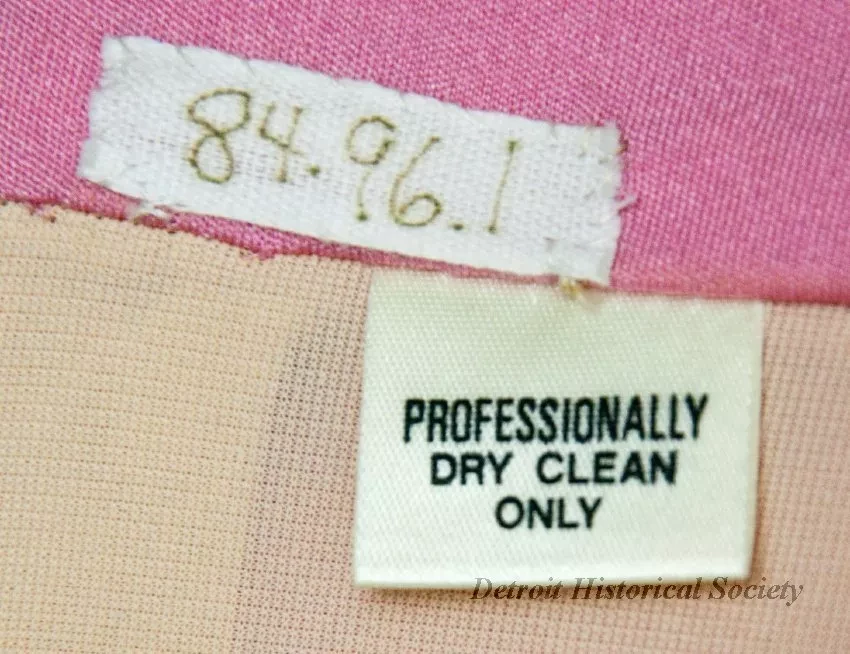 84.96.1
PROFESSIONALLY
DRY CLEAN
ONLY
Detroit Historical Society